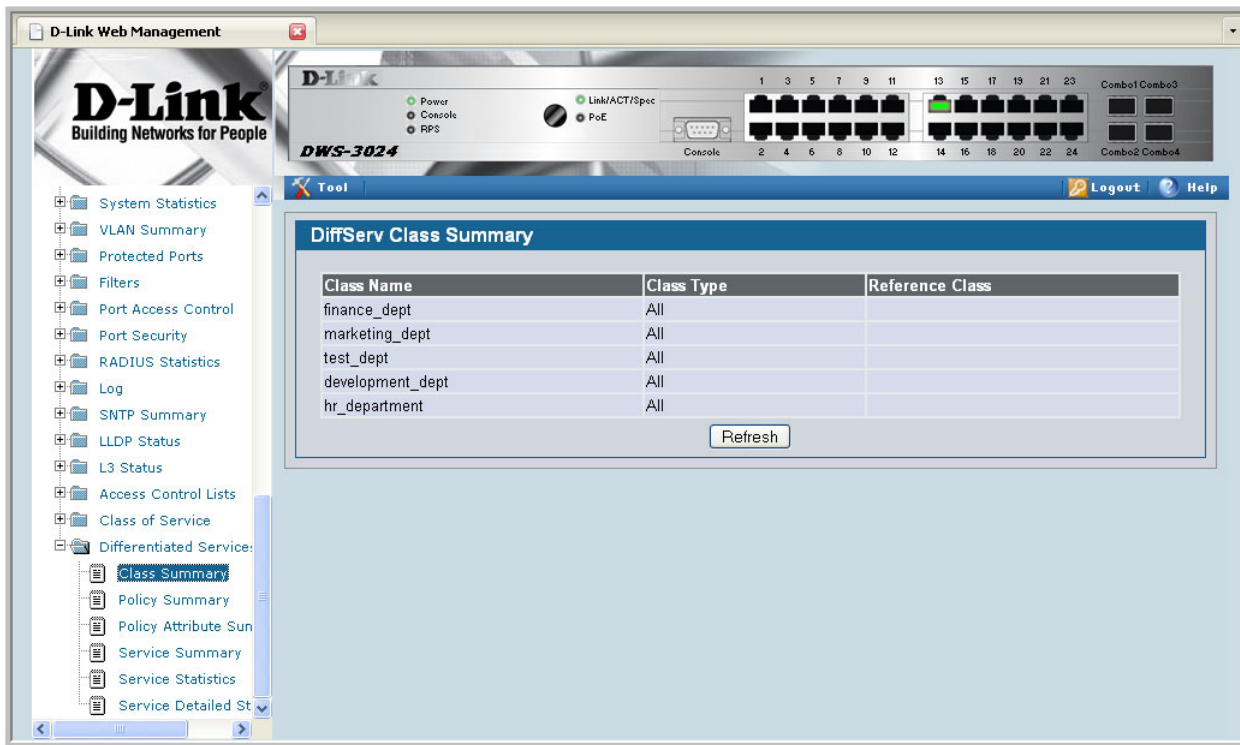 D-Link Web Management
D-Link
Building Networks for People
D-Link
Power
Console
RPS
Link/ACT/Spec
PoE
Console
DWS-3024
1 3 5 7 9 11 13 15 17 19 21 23
Combo1 Combo3
2 4 6 8 10 12 14 16 18 20 22 24
Combo2 Combo4
Tool
Logout
Help
System Statistics
VLAN Summary
Protected Ports
Filters
Port Access Control
Port Security
RADIUS Statistics
Log
SNTP Summary
LLDP Status
L3 Status
Access Control Lists
Class of Service
Differentiated Services
Class Summary
Policy Summary
Policy Attribute Sun
Service Summary
Service Statistics
Service Detailed St
DiffServ Class Summary
Class Name Class Type Reference Class
finance_dept All
marketing_dept All
test_dept All
development_dept All
hr_department All
Refresh